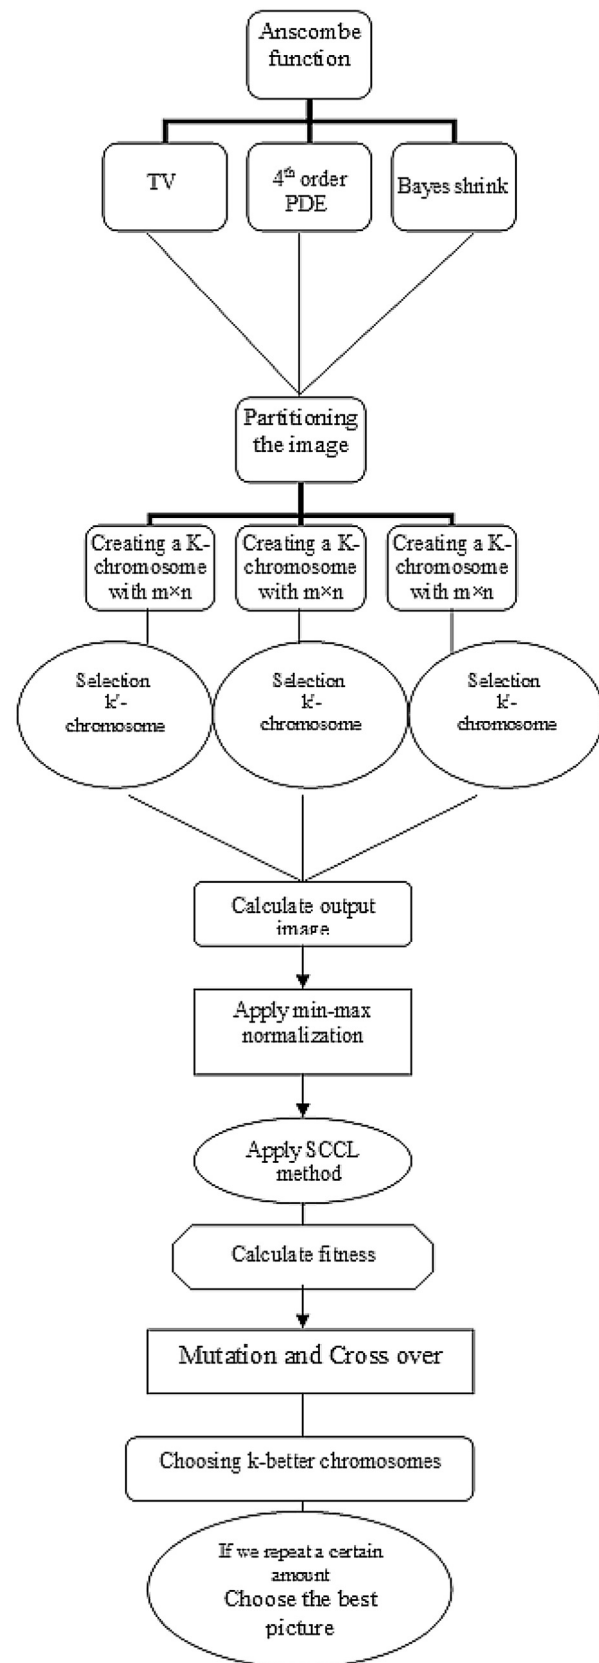 Anscombe
function
TV
4th order
PDE
Bayes shrink
Partitioning
the image
Creating a K-
chromosome
with m×n
Creating a K-
chromosome
with m×n
Creating a K-
chromosome
with m×n
Selection
k'-
chromosome
Selection
k'-
chromosome
Selection
k'-
chromosome
Calculate output
image
Apply min-max
normalization
Apply SCCL
method
Calculate fitness
Mutation and Cross over
Choosing k-better chromosomes
If we repeat a certain
amount
Choose the best
picture